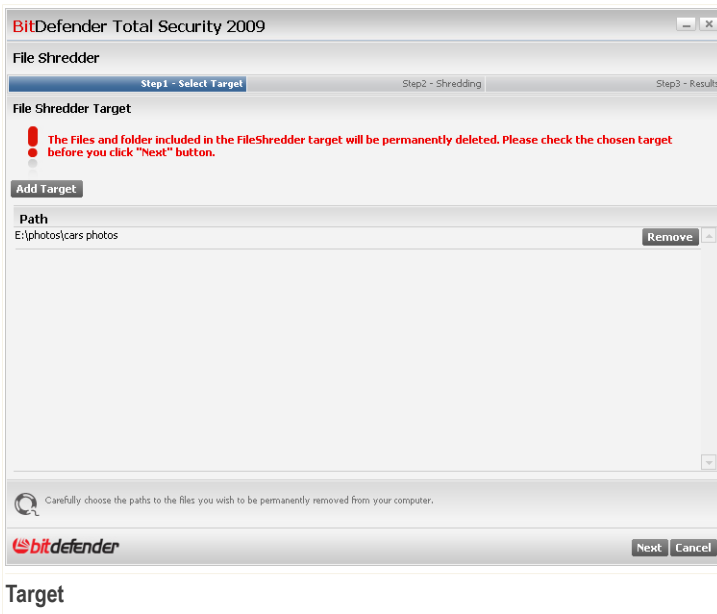 BitDefender Total Security 2009
File Shredder
Step1 - Select Target Step2 - Shredding Step3 - Results
File Shredder Target
The Files and folder included in the FileShredder target will be permanently deleted. Please check the chosen target
before you click "Next" button.
Add Target
Path
E:\photos\cars photos Remove
Carefully choose the paths to the files you wish to be permanently removed from your computer.
bitdefender Next Cancel
Target